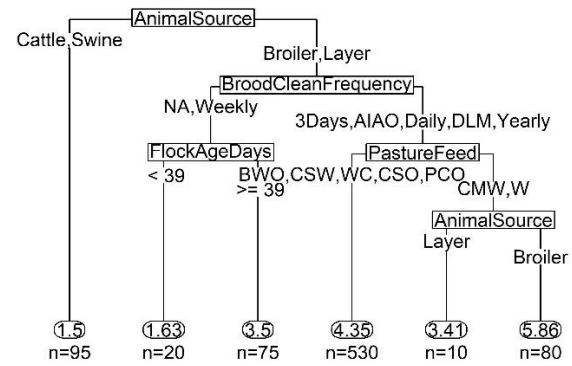 AnimalSource
Cattle,Swine
Broiler,Layer
BroodCleanFrequency
NA,Weekly
3Days,AIAO,Daily,DLM,Yearly
FlockAgeDays
PastureFeed
< 39
BWO,CSW,WC,CSO,PCO
>= 39
CMW,W
AnimalSource
Layer
Broiler
1.5 1.63 3.5 4.35 3.41 5.86
n=95 n=20 n=75 n=530 n=10 n=80